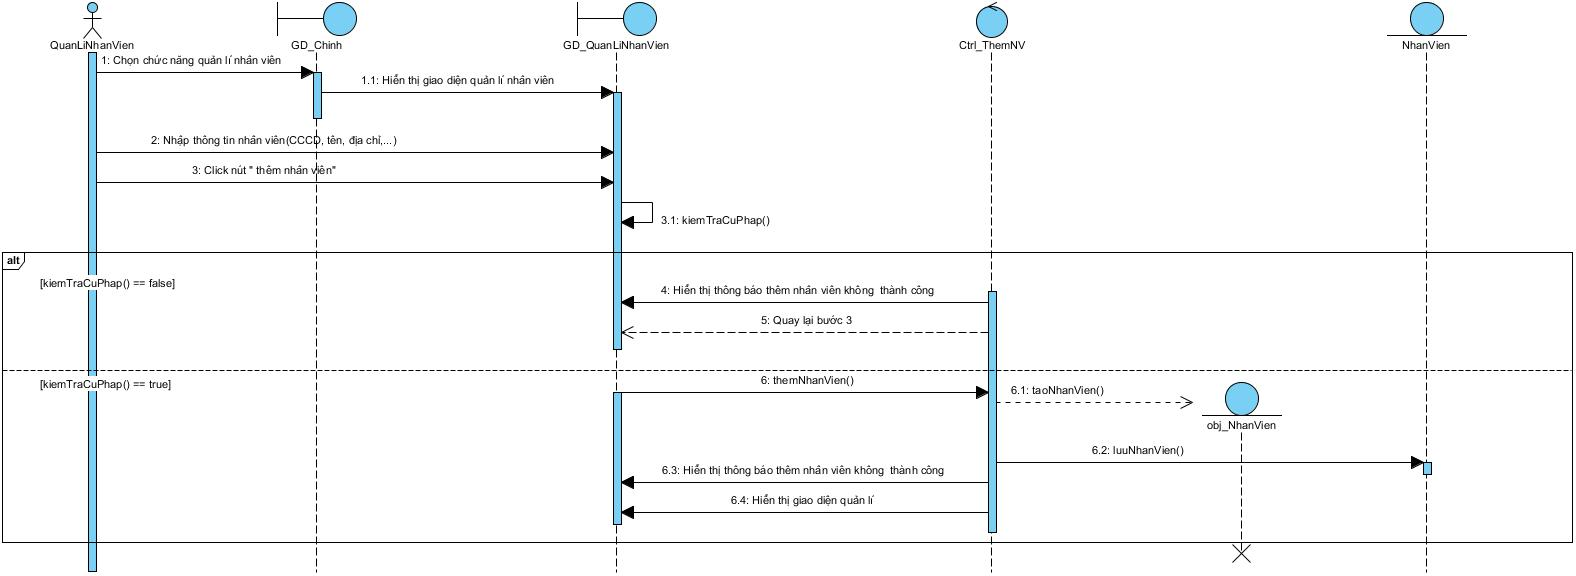 QuanLiNhanVien
GD_Chinh
GD_QuanLiNhanVien
Ctrl_ThemNV
NhanVien
1: Chọn chức năng quản lí nhân viên
1.1: Hiển thị giao diện quản lí nhân viên
2: Nhập thông tin nhân viên(CCCD, tên, địa chỉ,...)
3: Click nút " thêm nhân viên"
3.1: kiemTraCuPhap()
alt
[kiemTraCuPhap() == false]
4: Hiển thị thông báo thêm nhân viên không thành công
5: Quay lại bước 3
[kiemTraCuPhap() == true]
6: themNhanVien()
6.1: taoNhanVien()
obj_NhanVien
6.2: luuNhanVien()
6.3: Hiển thị thông báo thêm nhân viên không thành công
6.4: Hiển thị giao diện quản lí